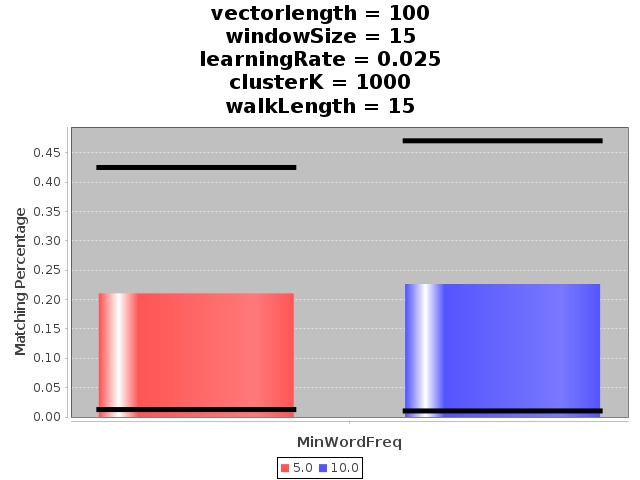 vectorlength = 100
windowSize = 15
learningRate = 0.025
clusterK = 1000
walkLength = 15
Matching Percentage
0.45
0.40
0.35
0.30
0.25
0.20
0.15
0.10
0.05
0.00
MinWordFreq
5.0 10.0